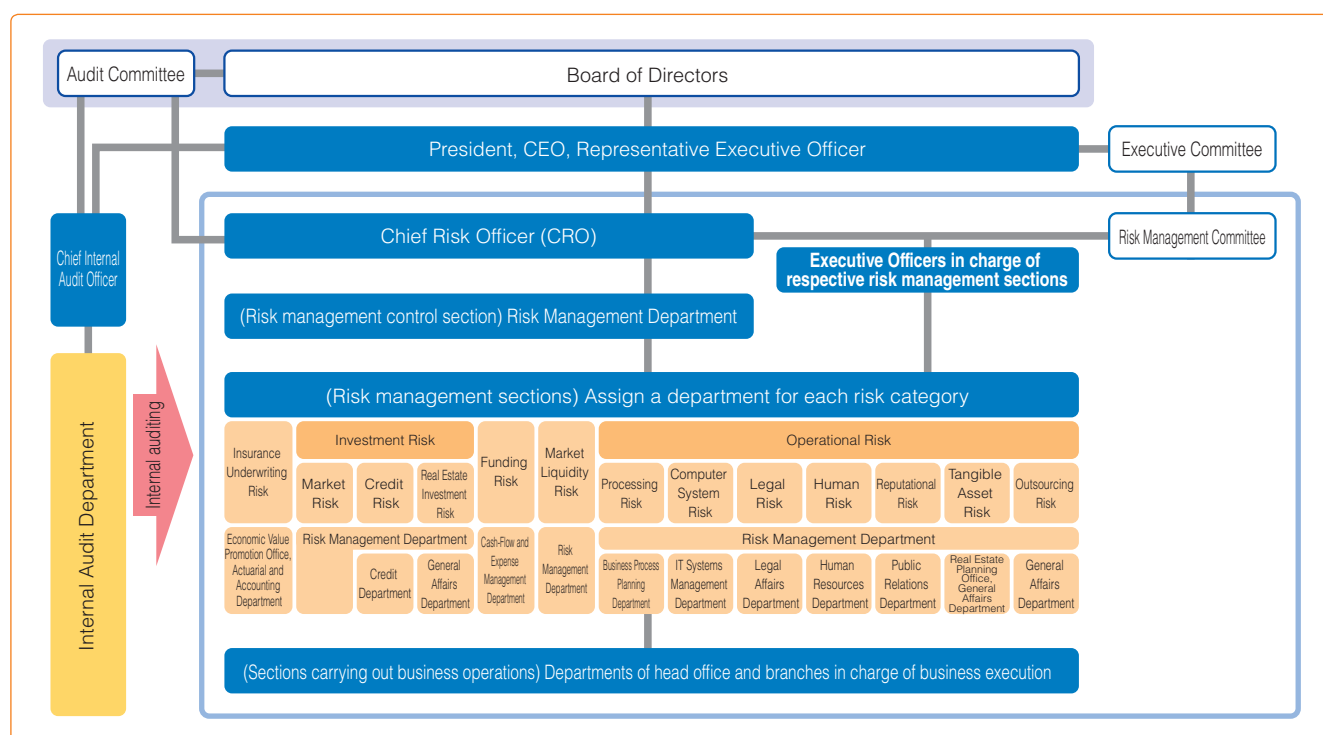 Audit Committee
Board of Directors
President, CEO, Representative Executive Officer
Executive Committee
Chief Internal
Audit Officer
Chief Risk Officer (CRO)
Risk Management Committee
Executive Officers in charge of
respective risk management sections
(Risk management control section) Risk Management Department
Internal Audit Department
Internal auditing
(Risk management sections) Assign a department for each risk category
Insurance
Underwriting
Risk
Investment Risk
Market
Risk
Credit
Risk
Real Estate
Investment
Risk
Funding
Risk
Market
Liquidity
Risk
Operational Risk
Processing
Risk
Computer
System
Risk
Legal
Risk
Human
Risk
Reputational
Risk
Tangible
Asset
Risk
Outsourcing
Risk
Economic Value
Promotion Office,
Actuarial and
Accounting
Department
Risk Management Department
Credit
Department
General
Affairs
Department
Cash-Flow and
Expense
Management
Department
Risk
Management
Department
Risk Management Department
Business Process
Planning
Department
IT Systems
Management
Department
Legal
Affairs
Department
Human
Resources
Department
Public
Relations
Department
Real Estate
Planning
Office,
General
Affairs
Department
General
Affairs
Department
(Sections carrying out business operations) Departments of head office and branches in charge of business execution